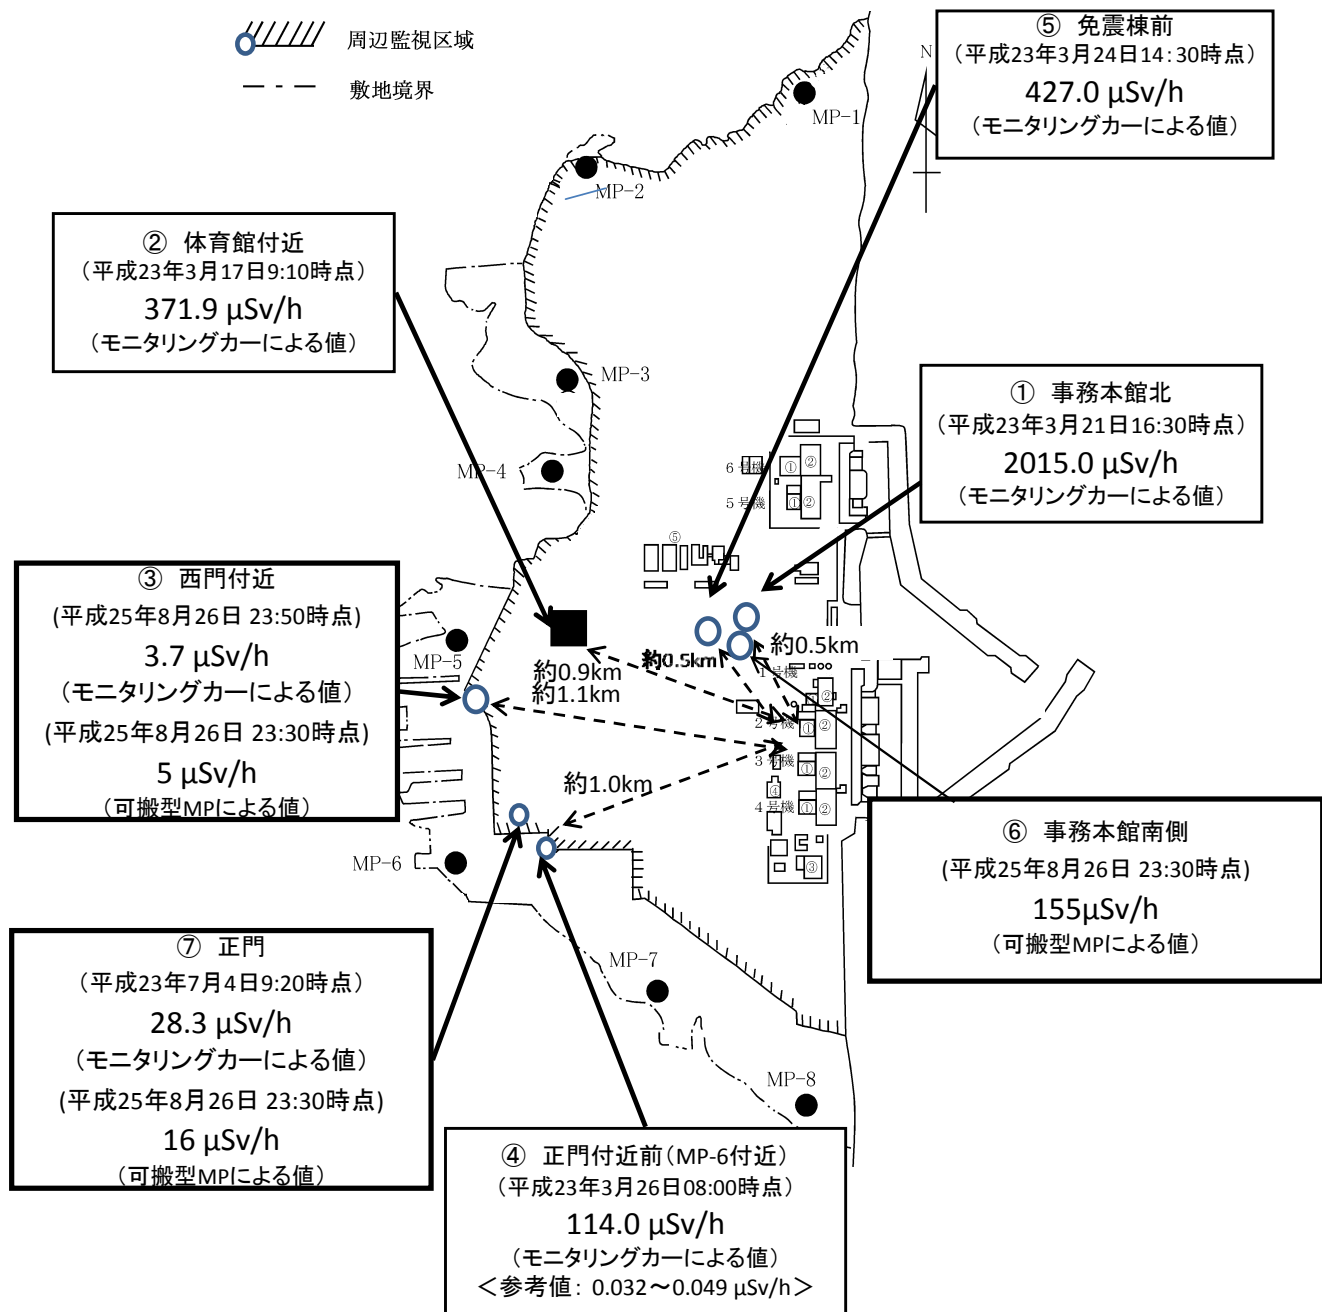 周辺監視区域
敷地境界
⑤ 免震棟前
（平成23年3月24日14：30時点）
427.0 µSv/h
（モニタリングカーによる値）
N
MP-1
MP-2
② 体育館付近
（平成23年3月17日9:10時点）
371.9 µSv/h
（モニタリングカーによる値）
MP-3
① 事務本館北
（平成23年3月21日16:30時点）
2015.0 µSv/h
（モニタリングカーによる値）
MP-4
6号機
①
②
5号機
①
②
⑤
③ 西門付近
(平成25年8月26日 23:50時点)
3.7 µSv/h
（モニタリングカーによる値）
(平成25年8月26日 23:30時点)
5 µSv/h
（可搬型MPによる値）
MP-5
約0.9km
約1.1km
約0.5km
約0.5km
1号機
②
2号機
①
②
3号機
①
②
④
4号機
①
②
③
約1.0km
MP-6
⑥ 事務本館南側
(平成25年8月26日 23:30時点)
155µSv/h
（可搬型MPによる値）
⑦ 正門
（平成23年7月4日9:20時点）
28.3 µSv/h
（モニタリングカーによる値）
(平成25年8月26日 23:30時点)
16 µSv/h
（可搬型MPによる値）
MP-7
MP-8
④ 正門付近前（MP-6付近）
（平成23年3月26日08:00時点）
114.0 µSv/h
（モニタリングカーによる値）
＜参考値： 0.032～0.049 µSv/h＞